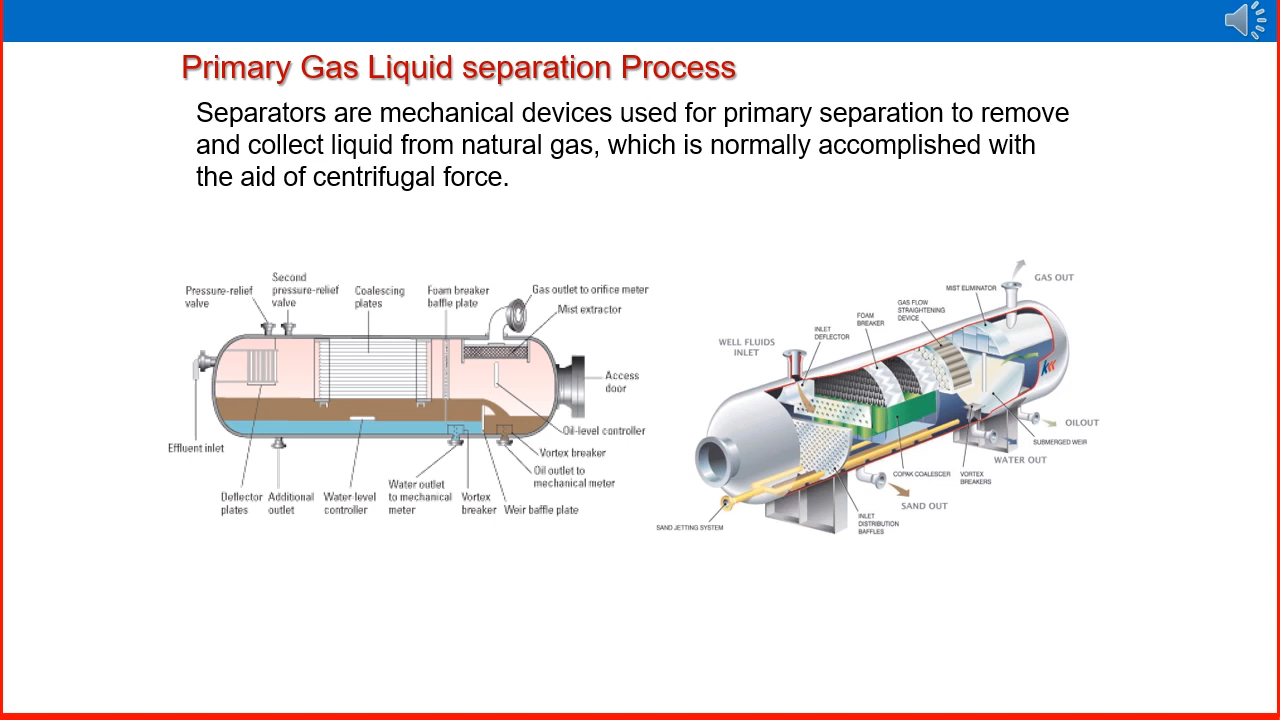 Primary Gas Liquid separation Process
Separators are mechanical devices used for primary separation to remove
and collect liquid from natural gas, which is normally accomplished with
the aid of centrifugal force.
Pressure-relief
valve
Second
pressure-relief
valve
Coalescing
plates
Foam breaker
baffle plate
Gas outlet to orifice meter
Mist extractor
Access
door
Effluent inlet
Oil-level controller
Vortex breaker
Oil outlet to
mechanical meter
Deflector
plates
Additional
outlet
Water-level
controller
Water outlet
to mechanical
meter
Vortex
breaker
Weir baffle plate
GAS OUT
MIST ELIMINATOR
GAS FLOW
STRAIGHTENING
DEVICE
FOAM
BREAKER
INLET
DEFLECTOR
WELL FLUIDS
INLET
OILOUT
SUBMERGED WEIR
WATER OUT
VORTEX
BREAKERS
COPAK COALESCER
SAND OUT
INLET
DISTRIBUTION
BAFFLES
SAND JETTING SYSTEM